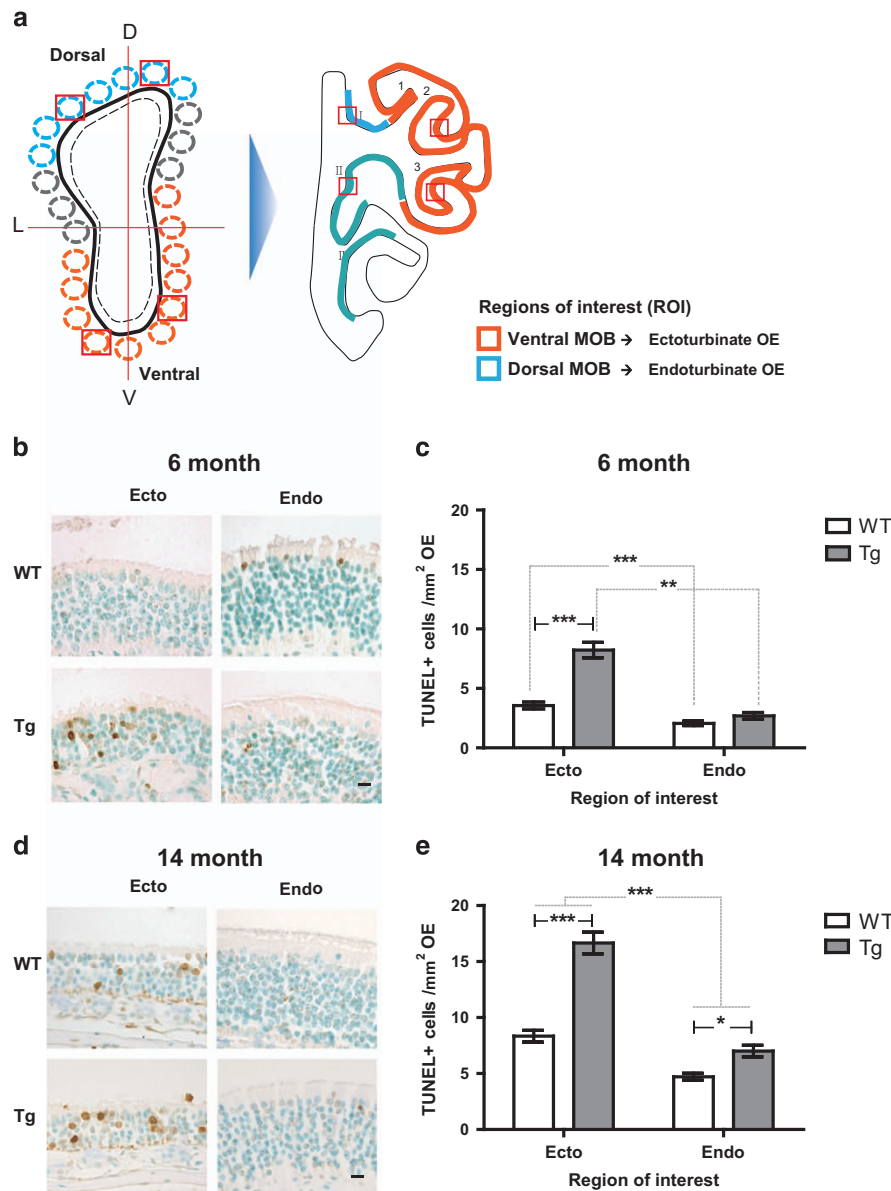 a
D
Dorsal
L
Ventral
V
1
2
3
I
II
Regions of interest (ROI)
Ventral MOB → Ectoturbinate OE
Dorsal MOB → Endoturbinate OE
b
6 month
Ecto Endo
WT
Tg
c
6 month
TUNEL+ cells /mm² OE
20
15
10
5
0
***
**
***
WT
Tg
Ecto Endo
Region of interest
d
14 month
Ecto Endo
WT
Tg
e
14 month
TUNEL+ cells /mm² OE
20
15
10
5
0
***
***
*
WT
Tg
Ecto Endo
Region of interest